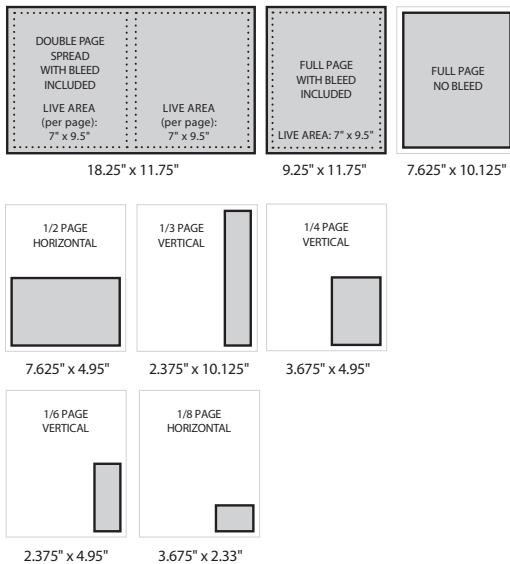 DOUBLE PAGE
SPREAD
WITH BLEED
INCLUDED
LIVE AREA
(per page):
7" x 9.5"
LIVE AREA
(per page):
7" x 9.5"
18.25" x 11.75"
FULL PAGE
WITH BLEED
INCLUDED
LIVE AREA: 7" x 9.5"
9.25" x 11.75"
FULL PAGE
NO BLEED
7.625" x 10.125"
1/2 PAGE
HORIZONTAL
7.625" x 4.95"
1/3 PAGE
VERTICAL
2.375" x 10.125"
1/4 PAGE
VERTICAL
3.675" x 4.95"
1/6 PAGE
VERTICAL
2.375" x 4.95"
1/8 PAGE
HORIZONTAL
3.675" x 2.33"